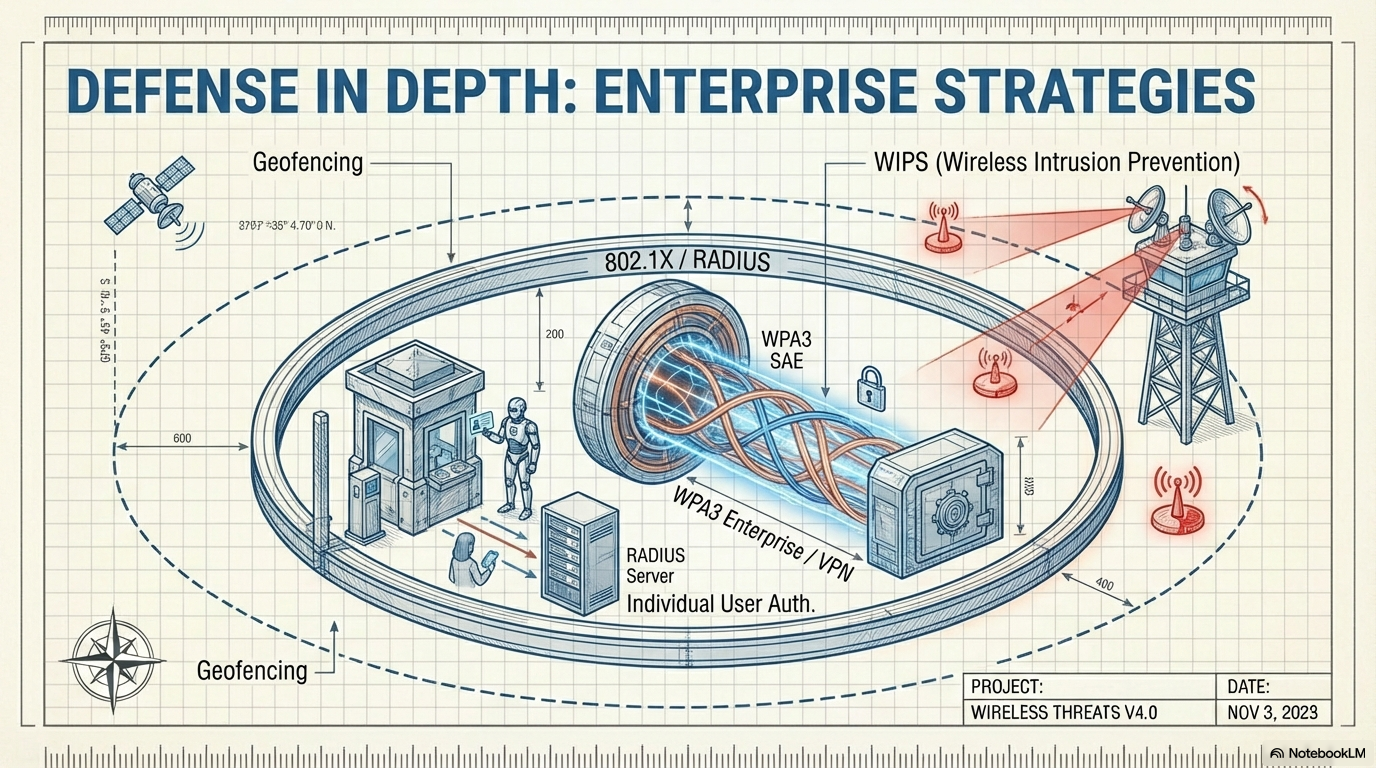 DEFENSE IN DEPTH: ENTERPRISE STRATEGIES
Geofencing
WIPS (Wireless Intrusion Prevention)
802.1X / RADIUS
200
WPA3
SAE
600
WPA3 Enterprise / VPN
RADIUS
Server
Individual User Auth.
400
Geofencing
PROJECT:
DATE:
WIRELESS THREATS V4.0
NOV 3, 2023
NotebookLM